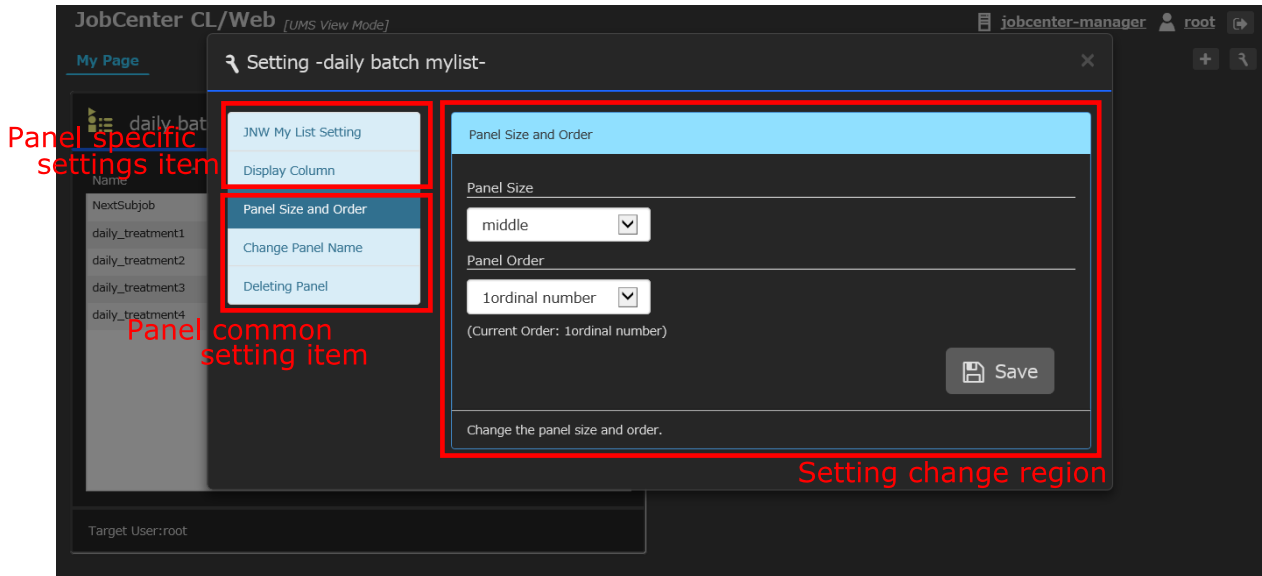 JobCenter CL/Web [UMS View Mode]
jobcenter-manager root
My Page
Setting -daily batch mylist-
daily bat
Panel specific
settings item
Name
NextSubjob
daily_treatment1
daily_treatment2
daily_treatment3
daily_treatment4
JNW My List Setting
Display Column
Panel Size and Order
Change Panel Name
Deleting Panel
Panel common
setting item
Panel Size and Order
Panel Size
middle
Panel Order
1ordinal number
(Current Order: 1ordinal number)
Save
Change the panel size and order.
Setting change region
Target User:root